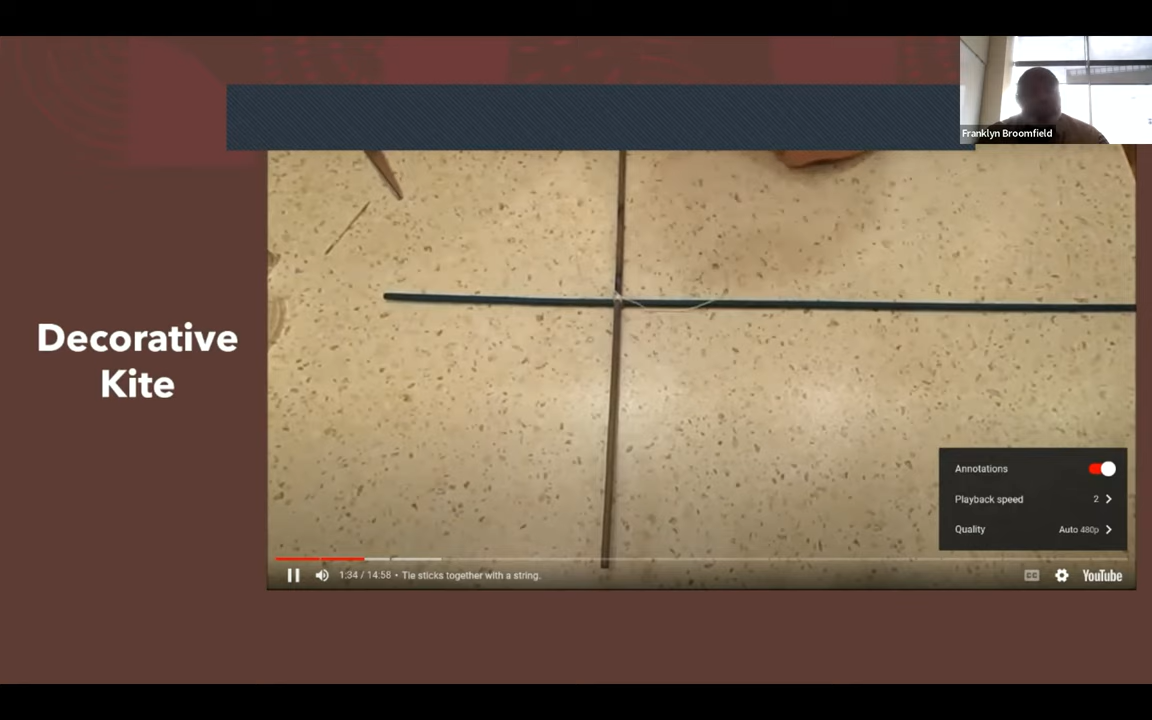 Franklyn Broomfield
Decorative
Kite
Annotations
Playback speed 2
Quality Auto 480p
1:34 / 14:58 • Tie sticks together with a string.
CC
YouTube